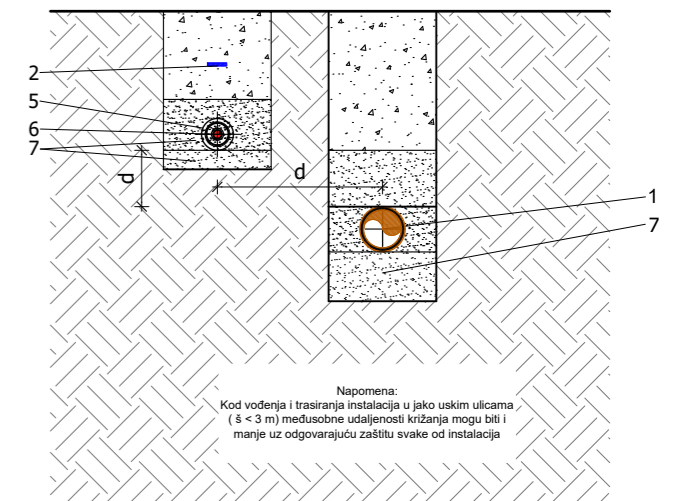 2
5
6
7
d
d
1
7
Napomena:
Kod vođenja i trasiranja instalacija u jako uskim ulicama
( š < 3 m) međusobne udaljenosti križanja mogu biti i
manje uz odgovarajuću zaštitu svake od instalacija